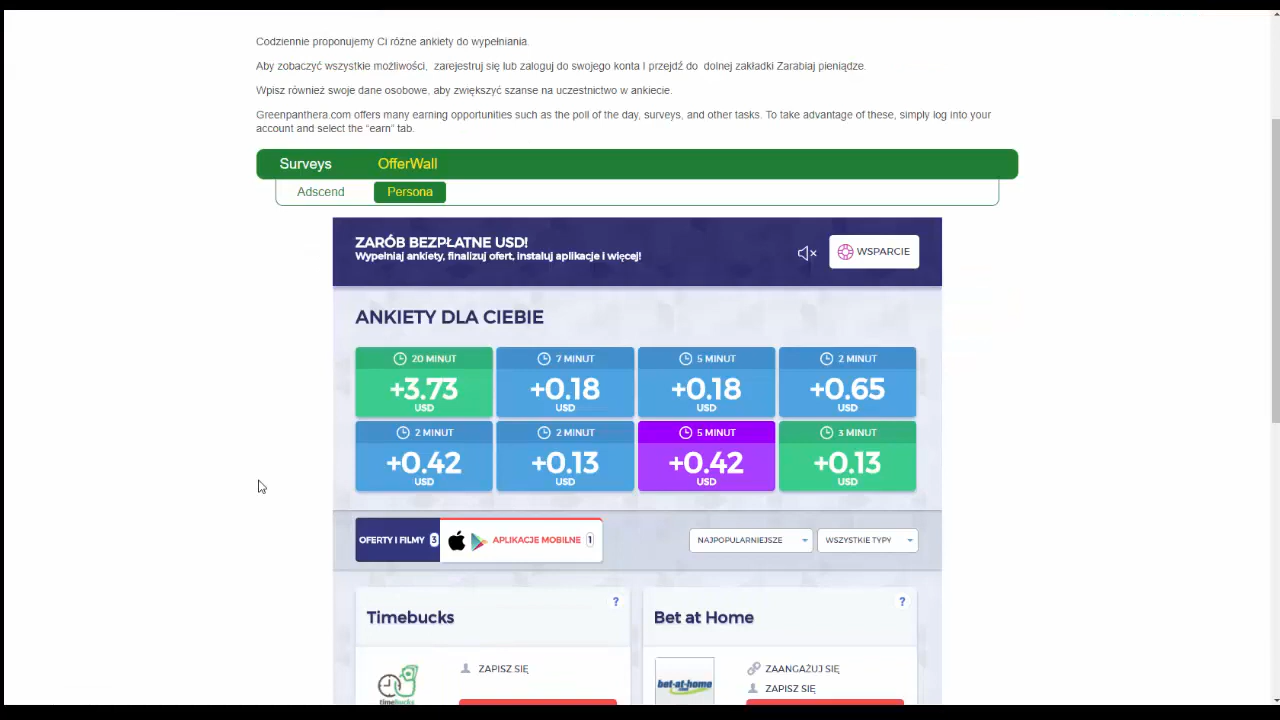 Codziennie proponujemy Ci różne ankiety do wypełniania.
Aby zobaczyć wszystkie możliwości, zarejestruj się lub zaloguj do swojego konta I przejdź do dolnej zakładki Zarabiaj pieniądze.
Wpisz również swoje dane osobowe, aby zwiększyć szanse na uczestnictwo w ankiecie.
Greenpanthera.com offers many earning opportunities such as the poll of the day, surveys, and other tasks. To take advantage of these, simply log into your
account and select the “earn” tab.
Surveys OfferWall
Adscend Persona
ZARÓB BEZPŁATNE USD!
Wypełniaj ankiety, finalizuj ofert, instaluj aplikacje i więcej!
WSPARCIE
ANKIETY DLA CIEBIE
20 MINUT 7 MINUT 5 MINUT 2 MINUT
+3.73 +0.18 +0.18 +0.65
USD USD USD USD
2 MINUT 2 MINUT 5 MINUT 3 MINUT
+0.42 +0.13 +0.42 +0.13
USD USD USD USD
OFERTY I FILMY 3 APLIKACJE MOBILNE 1 NAJPOPULARNIEJSZE WSZYSTKIE TYPY
Timebucks ? Bet at Home ?
ZAPISZ SIĘ ZAANGAŻUJ SIĘ
timebucks bet-at-home ZAPISZ SIĘ